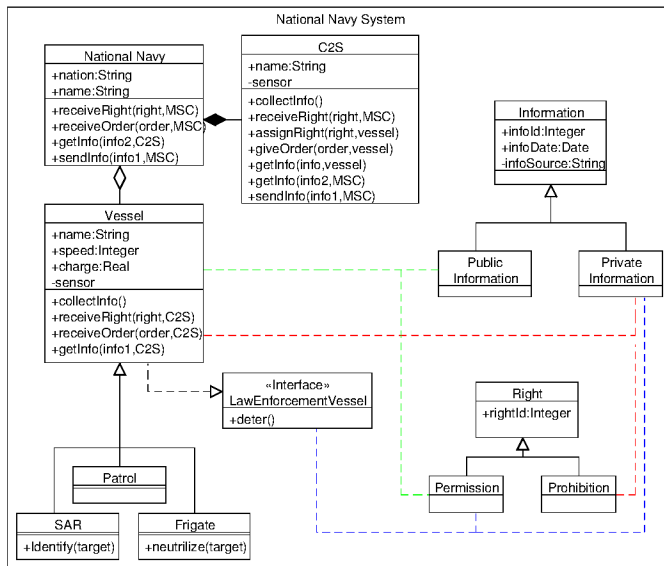 National Navy System
National Navy
+nation:String
+name:String
+receiveRight(right,MSC)
+receiveOrder(order,MSC)
+getInfo(info2,C2S)
+sendInfo(info1,MSC)
C2S
+name:String
-sensor
+collectInfo()
+receiveRight(right,MSC)
+assignRight(right,vessel)
+giveOrder(order,vessel)
+getInfo(info,vessel)
+getInfo(info2,MSC)
+sendInfo(info1,MSC)
Information
+infoId:Integer
+infoDate:Date
-infoSource:String
Vessel
+name:String
+speed:Integer
+charge:Real
-sensor
+collectInfo()
+receiveRight(right,C2S)
+receiveOrder(order,C2S)
+getInfo(info1,C2S)
Public
Information
Private
Information
«Interface»
LawEnforcementVessel
+deter()
Right
+rightId:Integer
Patrol
Permission
Prohibition
SAR
+Identify(target)
Frigate
+neutrilize(target)